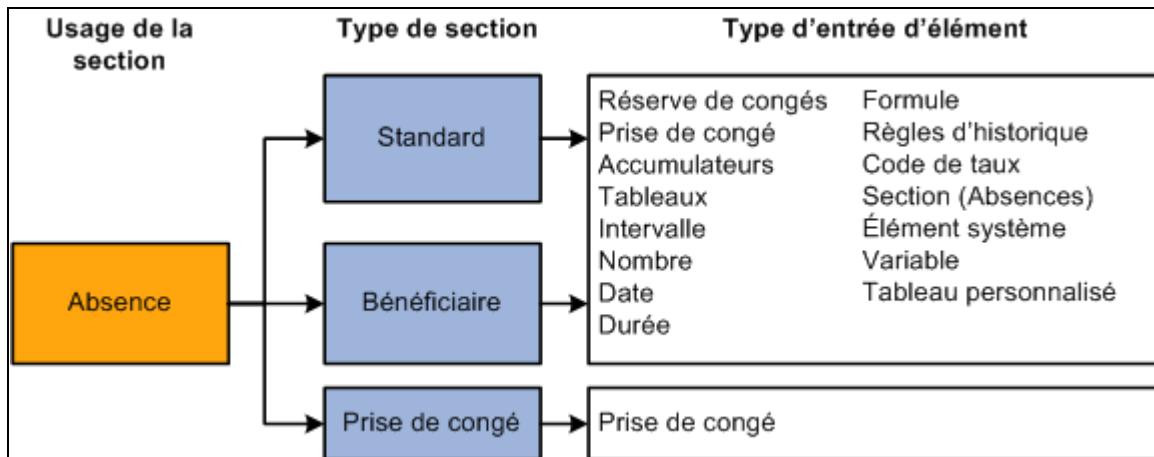 Usage de la
section
Type de section
Type d'entrée d'élément
Absence
Standard
Bénéficiaire
Prise de congé
Réserve de congés
Prise de congé
Accumulateurs
Tableaux
Intervalle
Nombre
Date
Durée
Formule
Règles d'historique
Code de taux
Section (Absences)
Élément système
Variable
Tableau personnalisé
Prise de congé